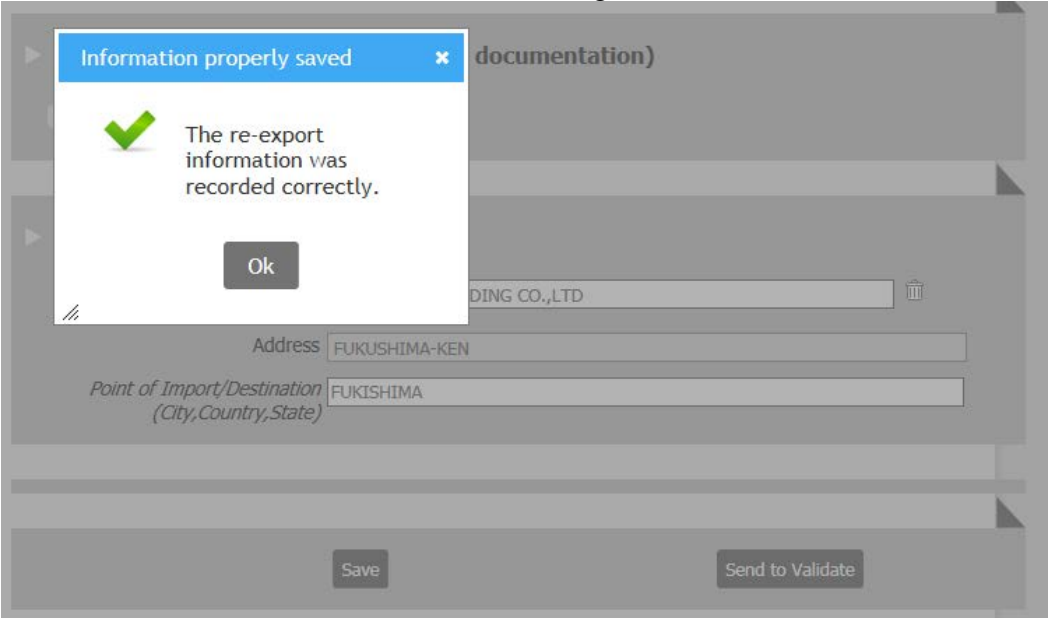 Information properly saved
documentation)
The re-export
information was
recorded correctly.
Ok
DING CO.,LTD
Address FUKUSHIMA-KEN
Point of Import/Destination FUKISHIMA
(City,Country,State)
Save Send to Validate